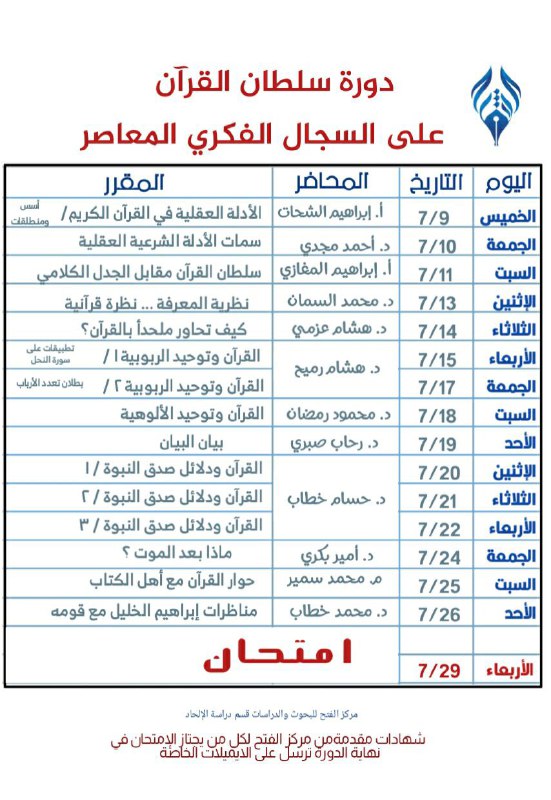 دورة سلطان القرآن
على السجال الفكري المعاصر
اليوم التاريخ المحاضر المقرر
الخميس 7/9 أ. إبراهيم الشحات الأدلة العقلية في القرآن الكريم/ أسس ومنطلقات
الجمعة 7/10 د. أحمد مجدي سمات الأدلة الشرعية العقلية
السبت 7/11 أ. إبراهيم المغازي سلطان القرآن مقابل الجدل الكلامي
الإثنين 7/13 د. محمد السمان نظرية المعرفة ... نظرة قرآنية
الثلاثاء 7/14 د. هشام عزمي كيف تحاور ملحداً بالقرآن؟
الأربعاء 7/15 د. هشام رميح القرآن وتوحيد الربوبية ١ / تطبيقات على سورة النحل
الجمعة 7/17 القرآن وتوحيد الربوبية ٢ / بطلان تعدد الأرباب
السبت 7/18 د. محمود رمضان القرآن وتوحيد الألوهية
الأحد 7/19 د. رحاب صبري بيان البيان
الإثنين 7/20 القرآن ودلائل صدق النبوة / ١
الثلاثاء 7/21 د. حسام خطاب القرآن ودلائل صدق النبوة / ٢
الأربعاء 7/22 القرآن ودلائل صدق النبوة / ٣
الجمعة 7/24 د. أمير بكري ماذا بعد الموت ؟
السبت 7/25 م. محمد سمير حوار القرآن مع أهل الكتاب
الأحد 7/26 د. محمد خطاب مناظرات إبراهيم الخليل مع قومه
امتحان
الأربعاء 7/29
مركز الفتح للبحوث والدراسات قسم دراسة الإلحاد
شهادات مقدمةمن مركز الفتح لكل من يجتاز الإمتحان في
نهاية الدورة ترسل على الايميلات الخاصة